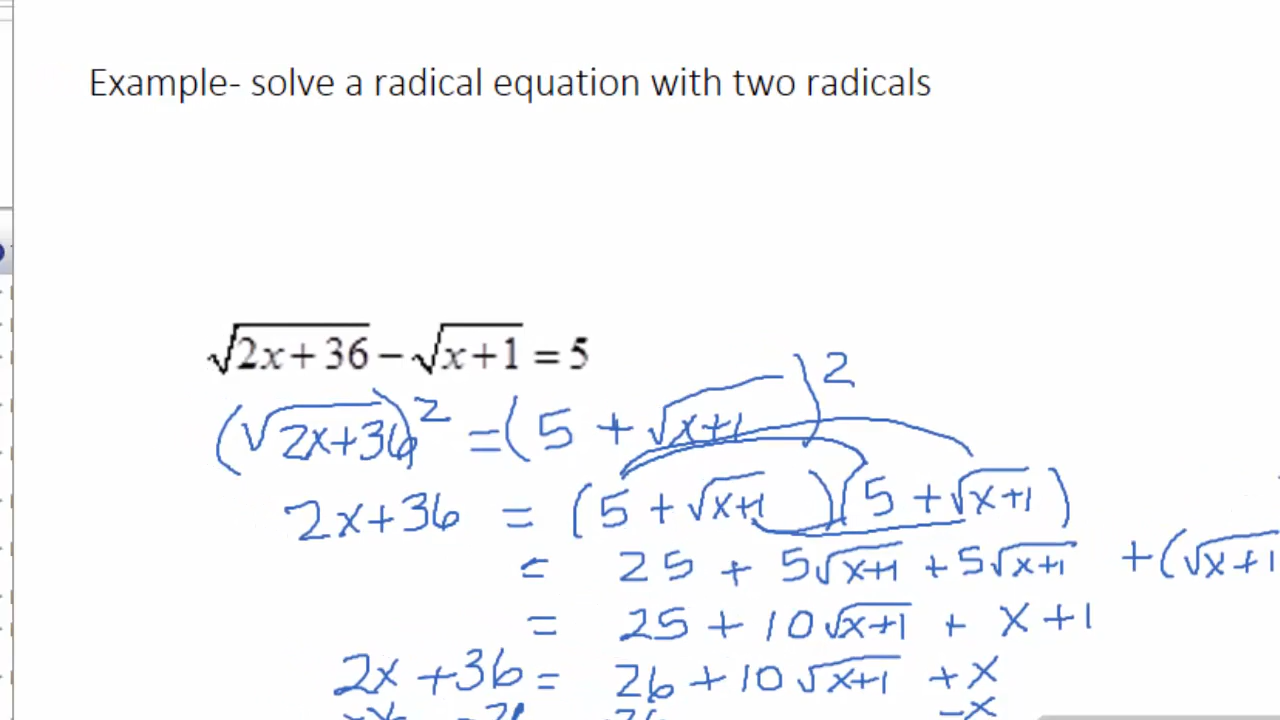 Example- solve a radical equation with two radicals
√(2x+36) − √(x+1) = 5
(√(2x+36))² = (5 + √(x+1))²
2x+36 = (5 + √(x+1))(5 + √(x+1))
= 25 + 5√(x+1) + 5√(x+1) + (√(x+1
= 25 + 10√(x+1) + x+1
2x+36 = 26 + 10√(x+1) + x
-x